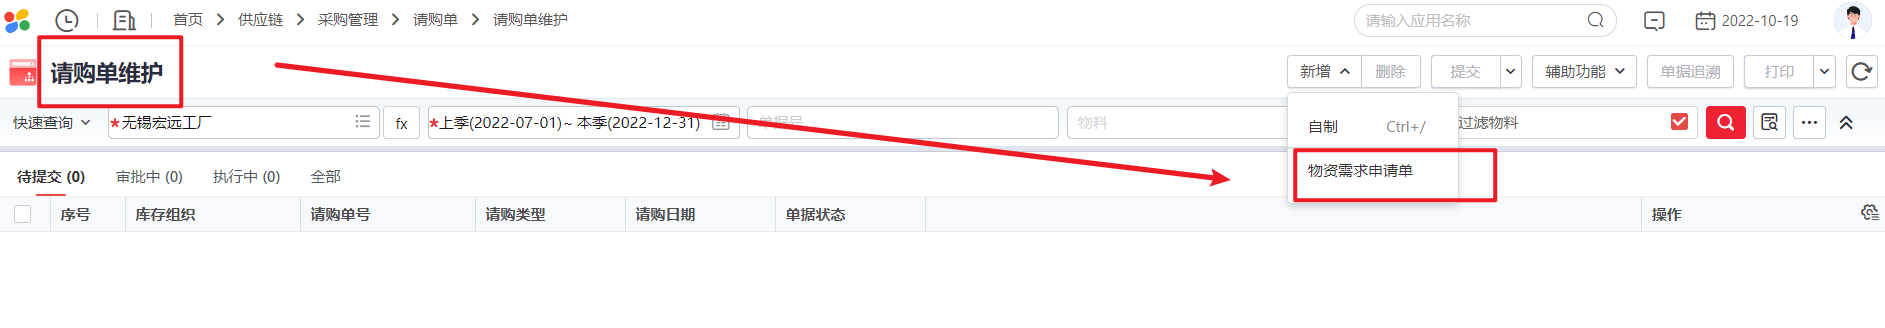 首页 > 供应链 > 采购管理 > 请购单 > 请购单维护 请输入应用名称 2022-10-19
请购单维护 新增 删除 提交 辅助功能 单据追溯 打印
快速查询 *无锡宏远工厂 fx *上季(2022-07-01)~ 本季(2022-12-31) 单据号 物料 过滤物料 ···
自制 Ctrl+/
物资需求申请单
待提交 (0) 审批中 (0) 执行中 (0) 全部
序号 库存组织 请购单号 请购类型 请购日期 单据状态 操作